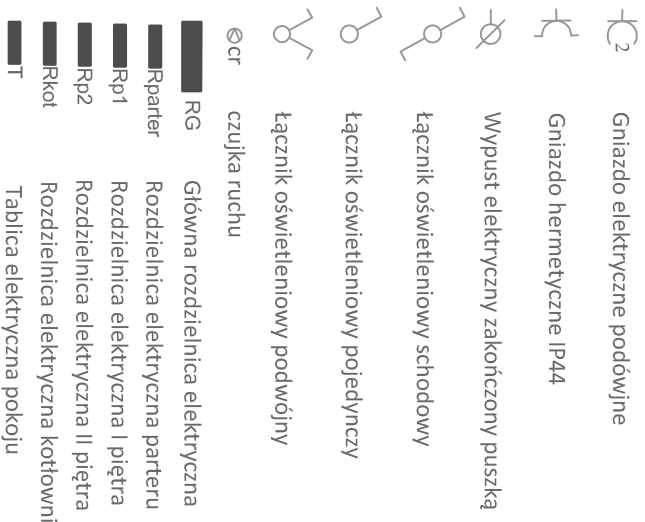 2 Gniazdo elektryczne podówjne
Gniazdo hermetyczne IP44
Wypust elektryczny zakończony puszką
Łącznik oświetleniowy schodowy
Łącznik oświetleniowy pojedynczy
Łącznik oświetleniowy podwójny
cr czujka ruchu
RG Główna rozdzielnica elektryczna
Rparter Rozdzielnica elektryczna parteru
Rp1 Rozdzielnica elektryczna I piętra
Rp2 Rozdzielnica elektryczna II piętra
Rkot Rozdzielnica elektryczna kotłowni
T Tablica elektryczna pokoju